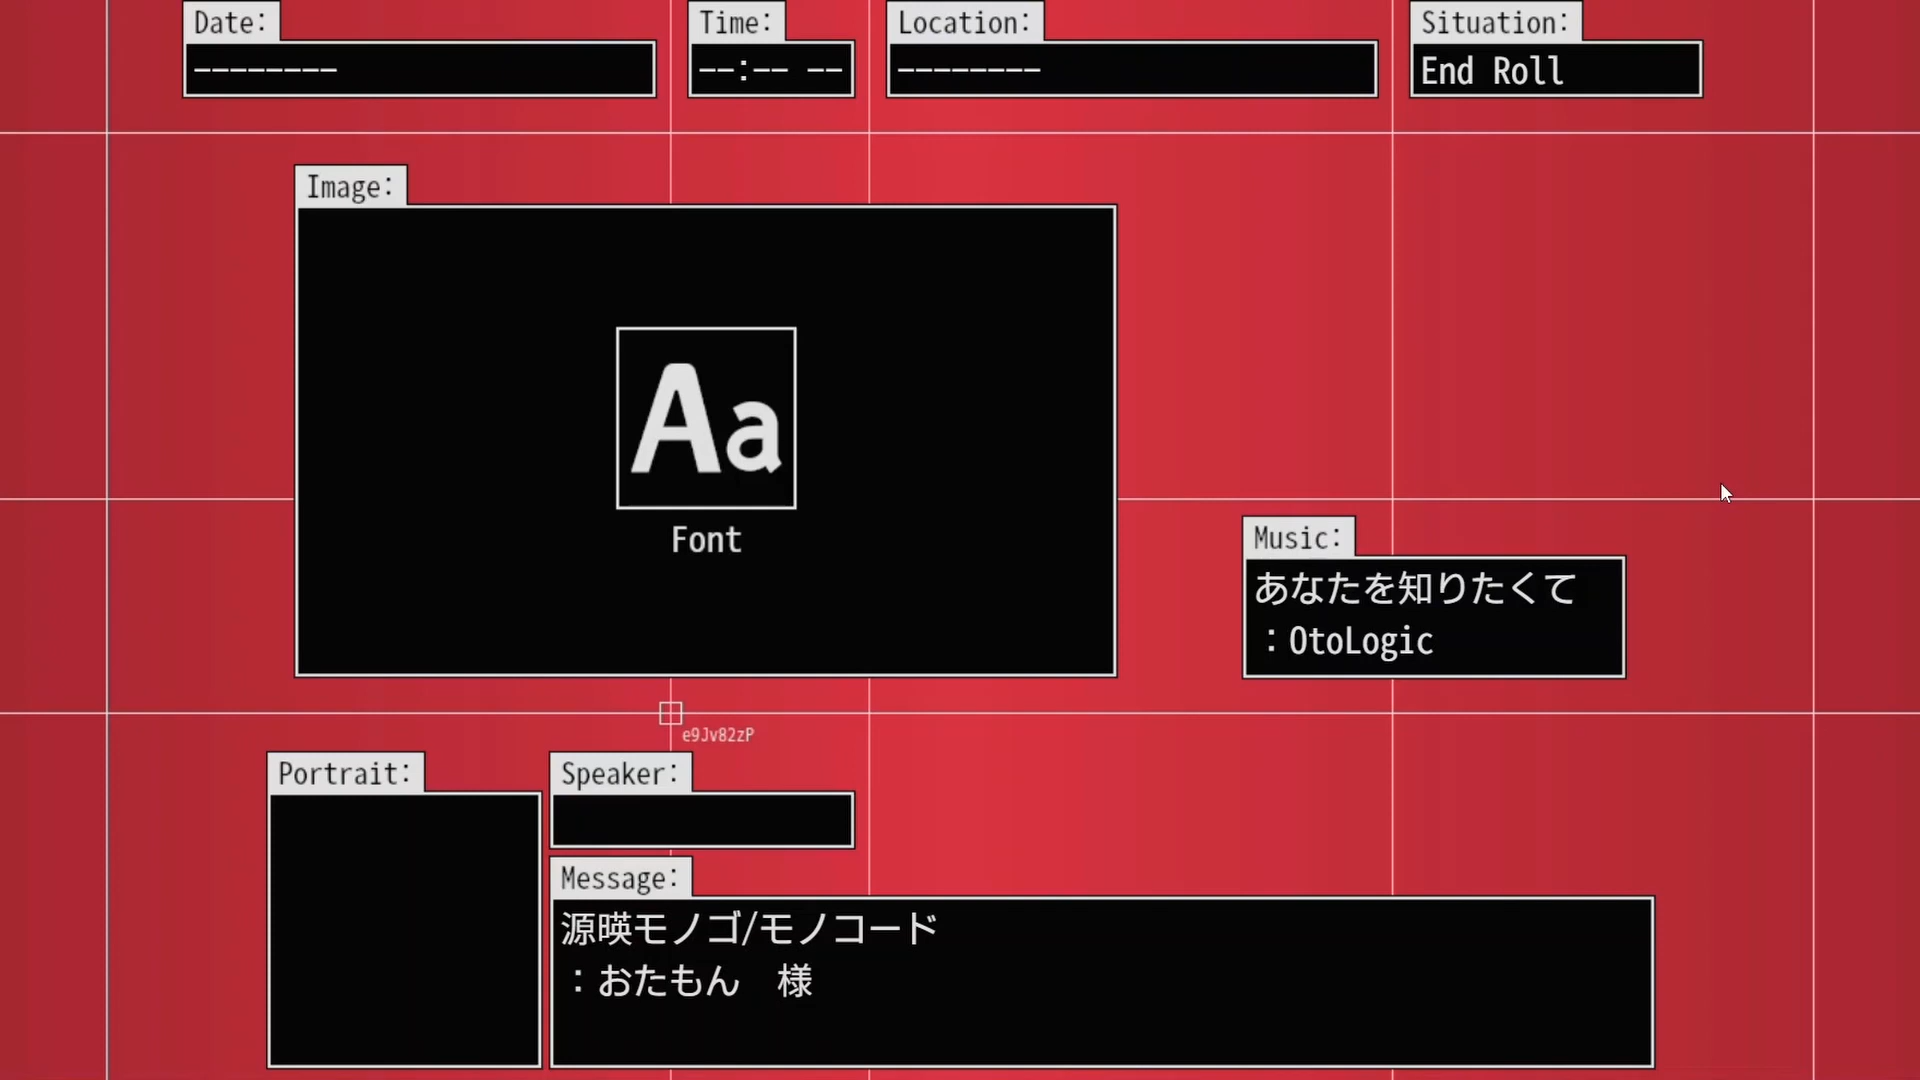 Date:
--------
Time:
--:-- --
Location:
--------
Situation:
End Roll
Image:
Aa
Font
Music:
あなたを知りたくて
：OtoLogic
e9Jv82zP
Portrait:
Speaker:
Message:
源暎モノゴ/モノコード
：おたもん　様